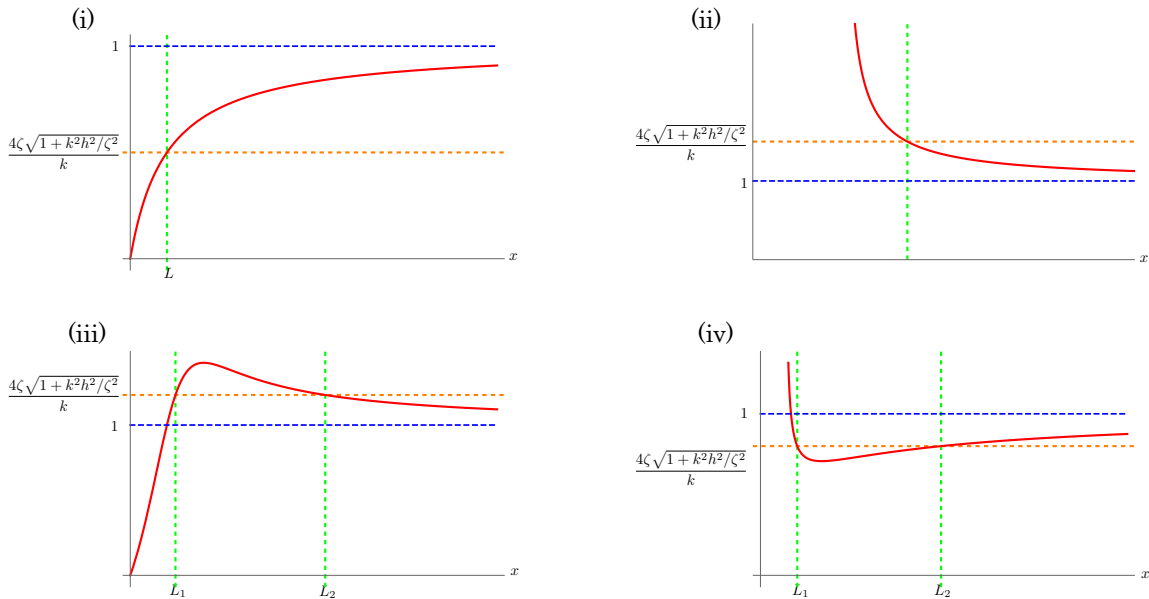 (i)
1
4ζ√1 + k²h²/ζ²
k
x
L
(ii)
4ζ√1 + k²h²/ζ²
k
1
x
(iii)
4ζ√1 + k²h²/ζ²
k
1
x
L₁
L₂
(iv)
1
4ζ√1 + k²h²/ζ²
k
x
L₁
L₂